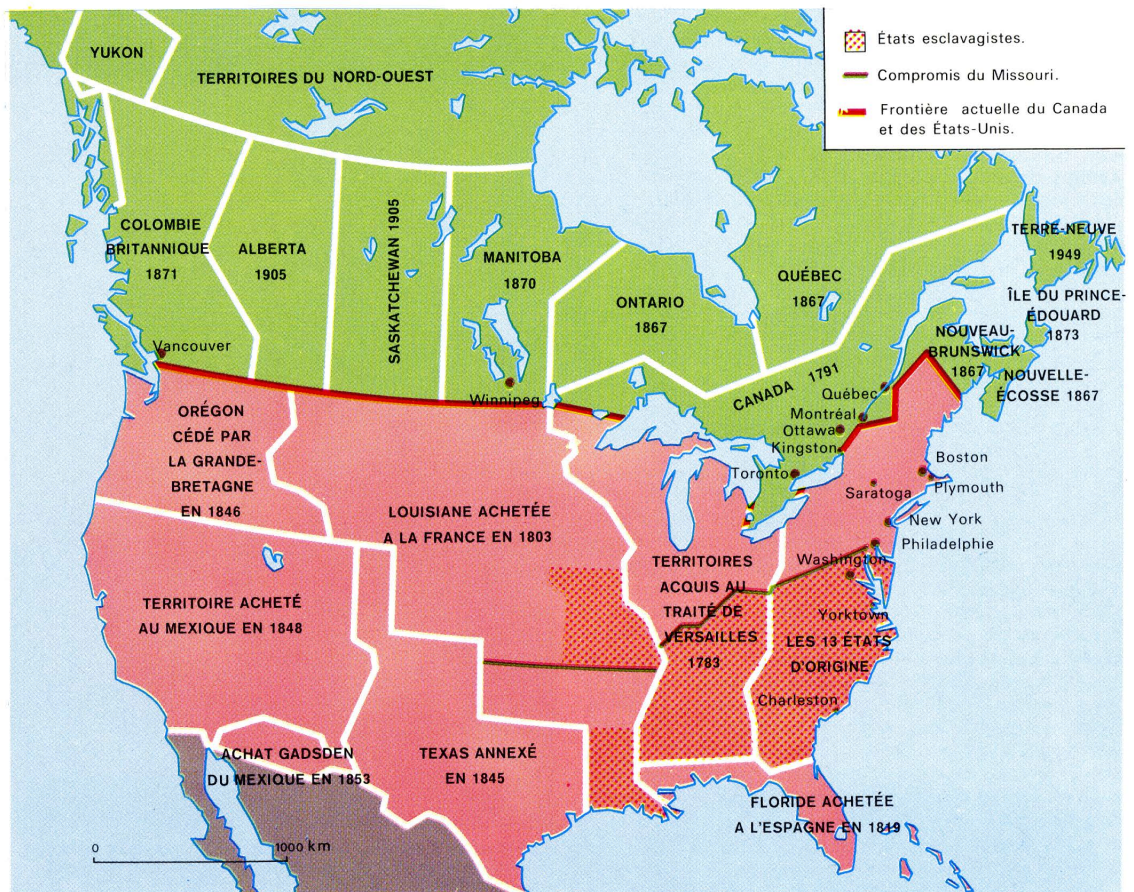 États esclavagistes.
Compromis du Missouri.
Frontière actuelle du Canada
et des États-Unis.
YUKON
TERRITOIRES DU NORD-OUEST
COLOMBIE
BRITANNIQUE
1871
ALBERTA
1905
SASKATCHEWAN 1905
MANITOBA
1870
ONTARIO
1867
QUÉBEC
1867
TERRE-NEUVE
1949
ÎLE DU PRINCE-
ÉDOUARD
1873
NOUVEAU-
BRUNSWICK
1867
NOUVELLE-
ÉCOSSE 1867
CANADA 1791
Vancouver
Winnipeg
Québec
Montréal
Ottawa
Kingston
Toronto
Boston
Plymouth
Saratoga
New York
Philadelphie
Washington
Yorktown
Charleston
ORÉGON
CÉDÉ PAR
LA GRANDE-
BRETAGNE
EN 1846
LOUISIANE ACHETÉE
A LA FRANCE EN 1803
TERRITOIRES
ACQUIS AU
TRAITÉ DE
VERSAILLES
1783
LES 13 ÉTATS
D'ORIGINE
TERRITOIRE ACHETÉ
AU MEXIQUE EN 1848
ACHAT GADSDEN
DU MEXIQUE EN 1853
TEXAS ANNEXÉ
EN 1845
FLORIDE ACHETÉE
A L'ESPAGNE EN 1819
0 1000 km